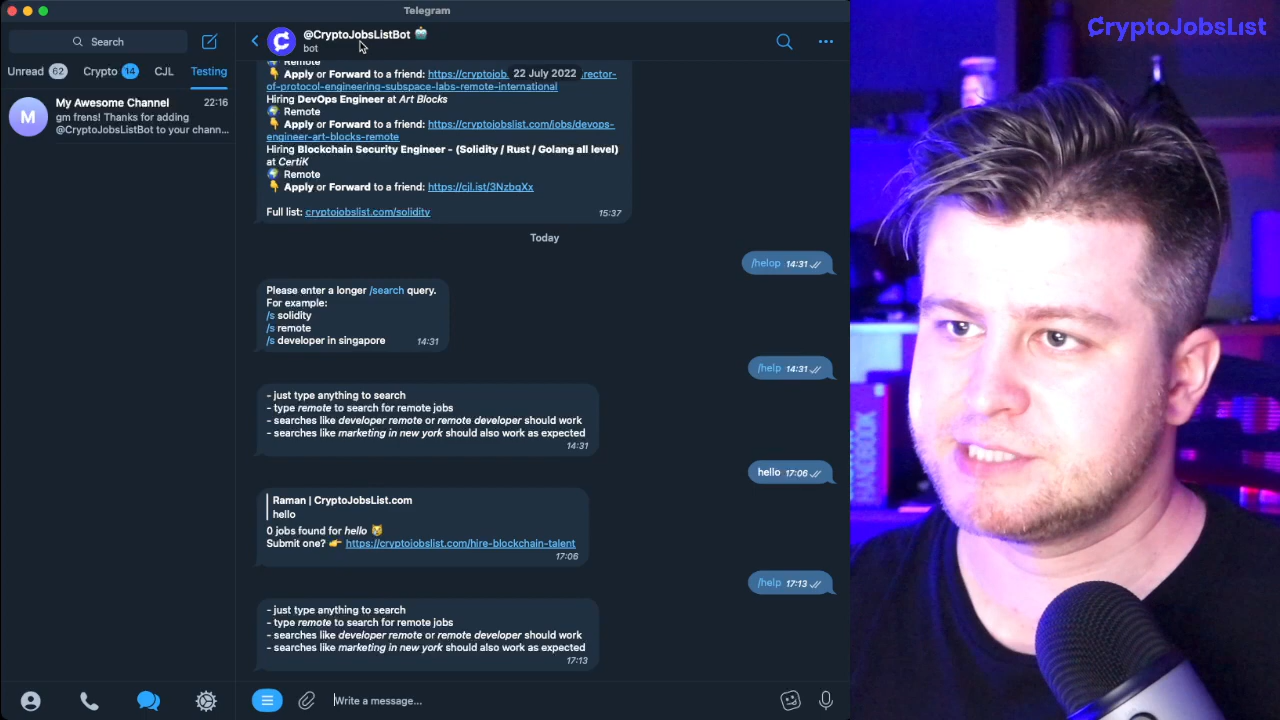 Telegram
CryptoJobsList
Search
@CryptoJobsListBot
bot
Unread 62 Crypto 14 CJL Testing
My Awesome Channel 22:16
gm frens! Thanks for adding
@CryptoJobsListBot to your chann...
M
Remote
22 July 2022
Apply or Forward to a friend: https://cryptojob rector-
of-protocol-engineering-subspace-labs-remote-international
Hiring DevOps Engineer at Art Blocks
Remote
Apply or Forward to a friend: https://cryptojobslist.com/jobs/devops-
engineer-art-blocks-remote
Hiring Blockchain Security Engineer - (Solidity / Rust / Golang all level)
at CertiK
Remote
Apply or Forward to a friend: https://cjl.ist/3NzbqXx
Full list: cryptojobslist.com/solidity 15:37
Today
/helop 14:31
Please enter a longer /search query.
For example:
/s solidity
/s remote
/s developer in singapore 14:31
/help 14:31
- just type anything to search
- type remote to search for remote jobs
- searches like developer remote or remote developer should work
- searches like marketing in new york should also work as expected
14:31
hello 17:06
Raman | CryptoJobsList.com
hello
0 jobs found for hello
Submit one? https://cryptojobslist.com/hire-blockchain-talent
17:06
/help 17:13
- just type anything to search
- type remote to search for remote jobs
- searches like developer remote or remote developer should work
- searches like marketing in new york should also work as expected
17:13
Write a message...
HANDBOOK